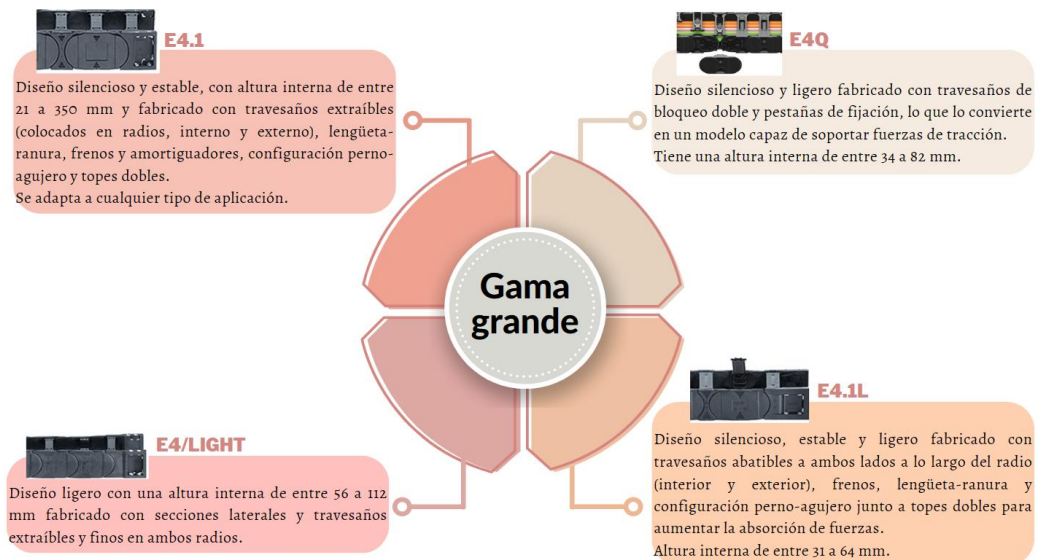 E4.1
Diseño silencioso y estable, con altura interna de entre
21 a 350 mm y fabricado con travesaños extraíbles
(colocados en radios, interno y externo), lengüeta-
ranura, frenos y amortiguadores, configuración perno-
agujero y topes dobles.
Se adapta a cualquier tipo de aplicación.
E4Q
Diseño silencioso y ligero fabricado con travesaños de
bloqueo doble y pestañas de fijación, lo que lo convierte
en un modelo capaz de soportar fuerzas de tracción.
Tiene una altura interna de entre 34 a 82 mm.
Gama
grande
E4/LIGHT
Diseño ligero con una altura interna de entre 56 a 112
mm fabricado con secciones laterales y travesaños
extraíbles y finos en ambos radios.
E4.1L
Diseño silencioso, estable y ligero fabricado con
travesaños abatibles a ambos lados a lo largo del radio
(interior y exterior), frenos, lengüeta-ranura y
configuración perno-agujero junto a topes dobles para
aumentar la absorción de fuerzas.
Altura interna de entre 31 a 64 mm.